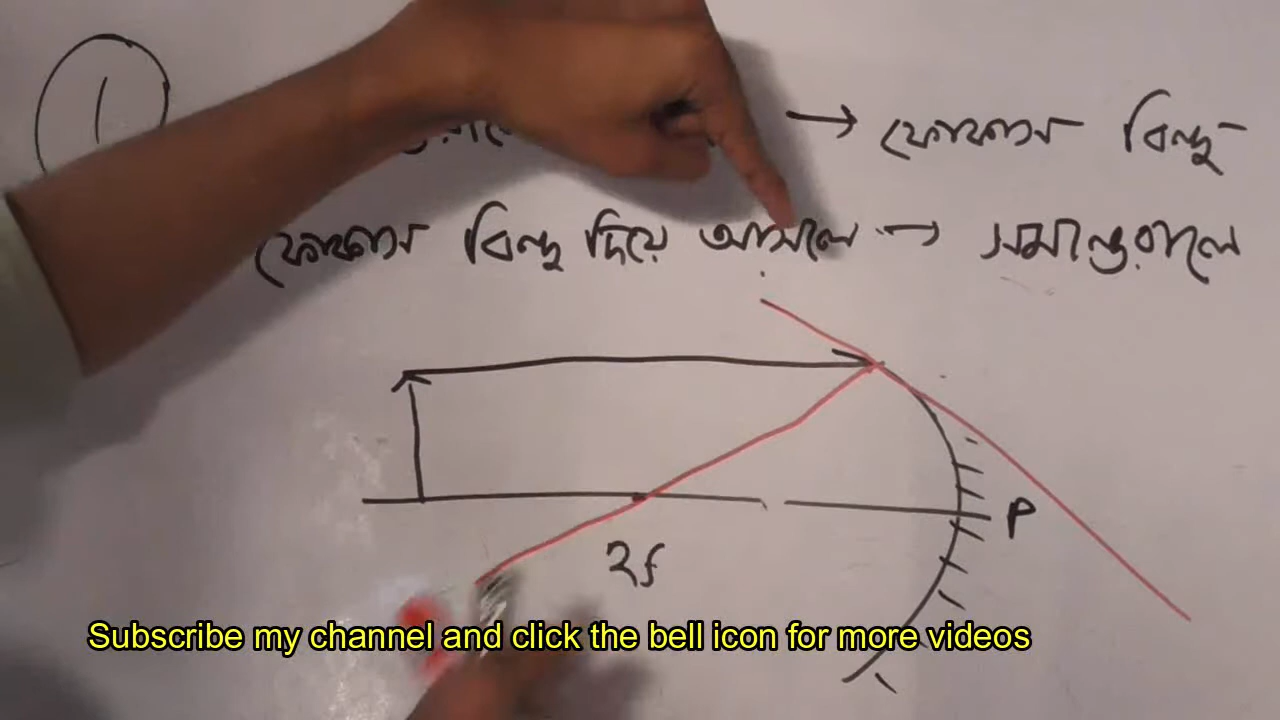 1
→ ফোকাস বিন্দু
ফোকাস বিন্দু দিয়ে আসলে → সমান্তরালে
P
2f
Subscribe my channel and click the bell icon for more videos